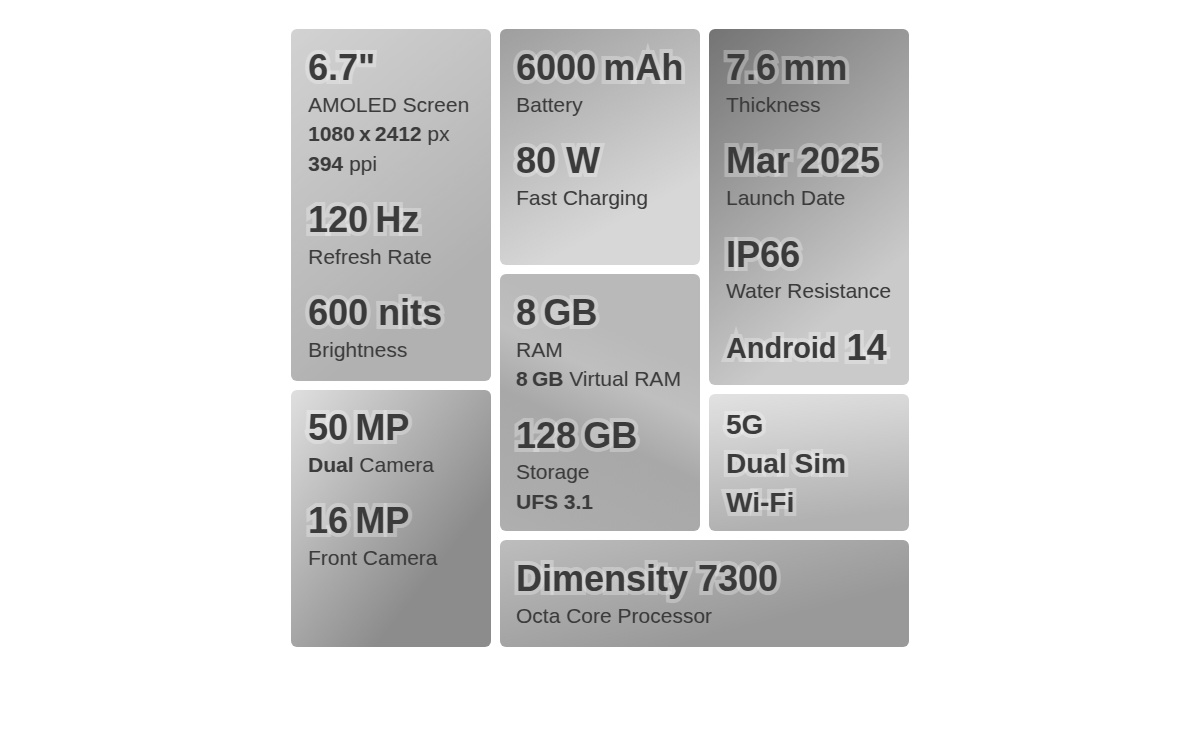 6.7"
AMOLED Screen
1080 x 2412 px
394 ppi
120 Hz
Refresh Rate
600 nits
Brightness
50 MP
Dual Camera
16 MP
Front Camera
6000 mAh
Battery
80 W
Fast Charging
8 GB
RAM
8 GB Virtual RAM
128 GB
Storage
UFS 3.1
7.6 mm
Thickness
Mar 2025
Launch Date
IP66
Water Resistance
Android 14
5G
Dual Sim
Wi-Fi
Dimensity 7300
Octa Core Processor